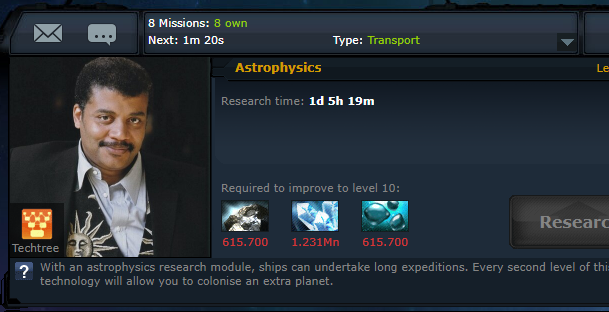 8 Missions: 8 own
Next: 1m 20s Type: Transport
Astrophysics Le
Research time: 1d 5h 19m
Required to improve to level 10:
615.700 1.231Mn 615.700
Researc
Techtree
? With an astrophysics research module, ships can undertake long expeditions. Every second level of this
technology will allow you to colonise an extra planet.